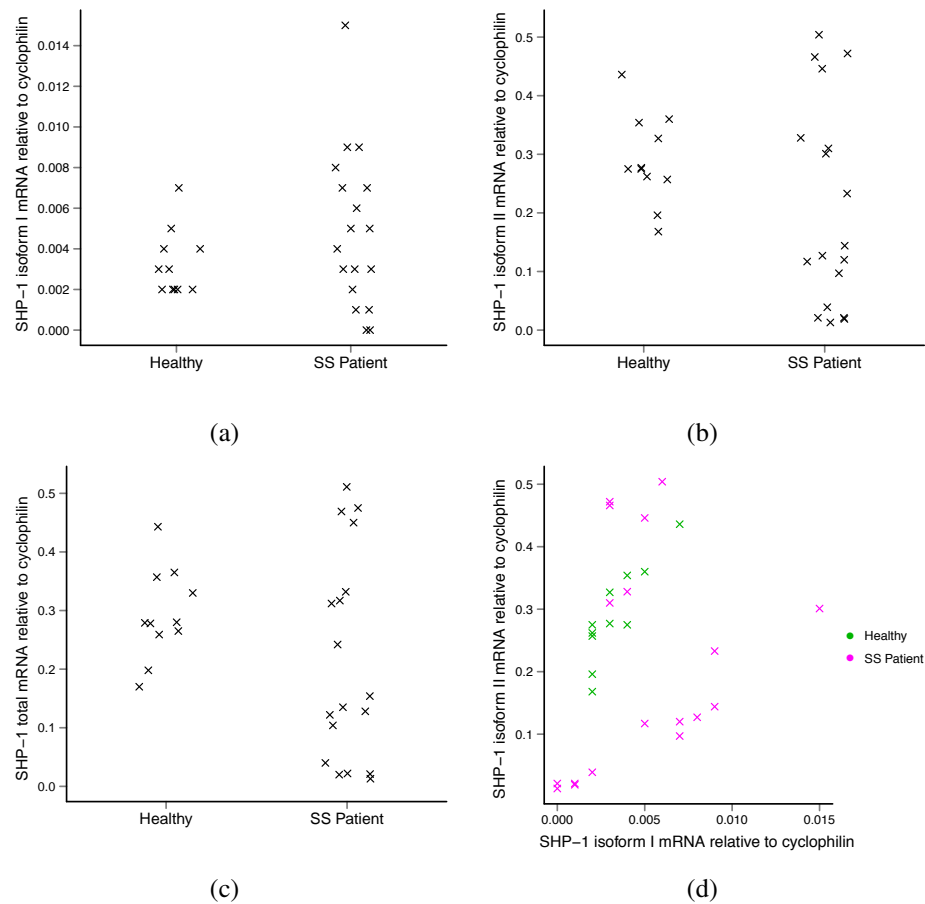 SHP−1 isoform I mRNA relative to cyclophilin
0.014
0.012
0.010
0.008
0.006
0.004
0.002
0.000
Healthy
SS Patient
(a)
SHP−1 isoform II mRNA relative to cyclophilin
0.5
0.4
0.3
0.2
0.1
0.0
Healthy
SS Patient
(b)
SHP−1 total mRNA relative to cyclophilin
0.5
0.4
0.3
0.2
0.1
0.0
Healthy
SS Patient
(c)
SHP−1 isoform II mRNA relative to cyclophilin
0.5
0.4
0.3
0.2
0.1
0.000
0.005
0.010
0.015
SHP−1 isoform I mRNA relative to cyclophilin
Healthy
SS Patient
(d)